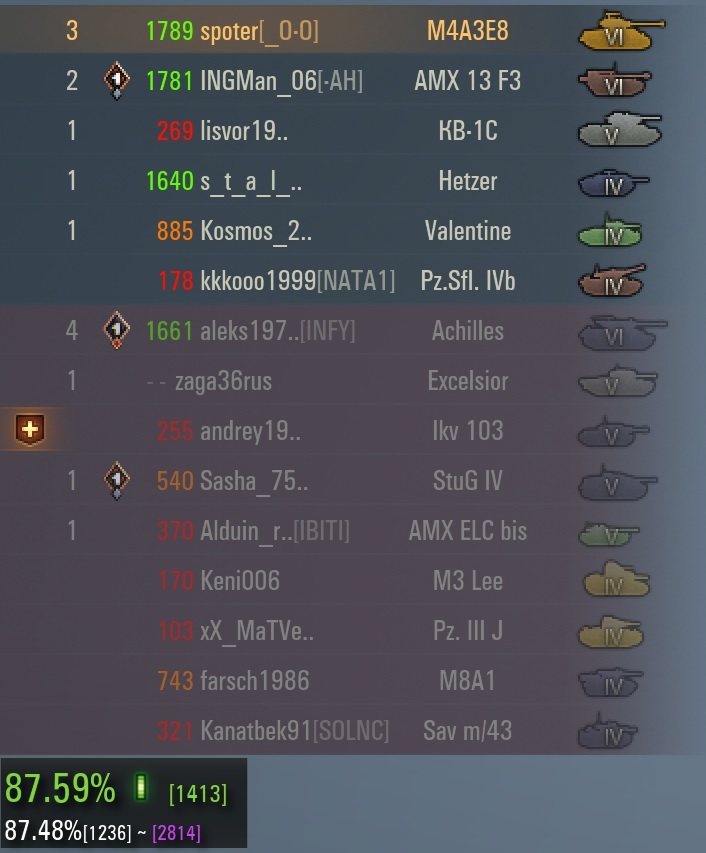 3 1789 spoter[_O-O] M4A3E8 VI
2 1 1781 INGMan_06[-AH] AMX 13 F3 VI
1 269 lisvor19.. КВ-1С V
1 1640 s_t_a_l_.. Hetzer IV
1 885 Kosmos_2.. Valentine IV
178 kkkooo1999[NATA1] Pz.Sfl. IVb IV
4 1 1661 aleks197..[INFY] Achilles VI
1 -- zaga36rus Excelsior V
255 andrey19.. Ikv 103 V
1 1 540 Sasha_75.. StuG IV V
1 370 Alduin_r..[IBITI] AMX ELC bis V
170 Keni006 M3 Lee IV
103 xX_MaTVe.. Pz. III J IV
743 farsch1986 M8A1 IV
321 Kanatbek91[SOLNC] Sav m/43 IV
87.59% [1413]
87.48%[1236] ~ [2814]